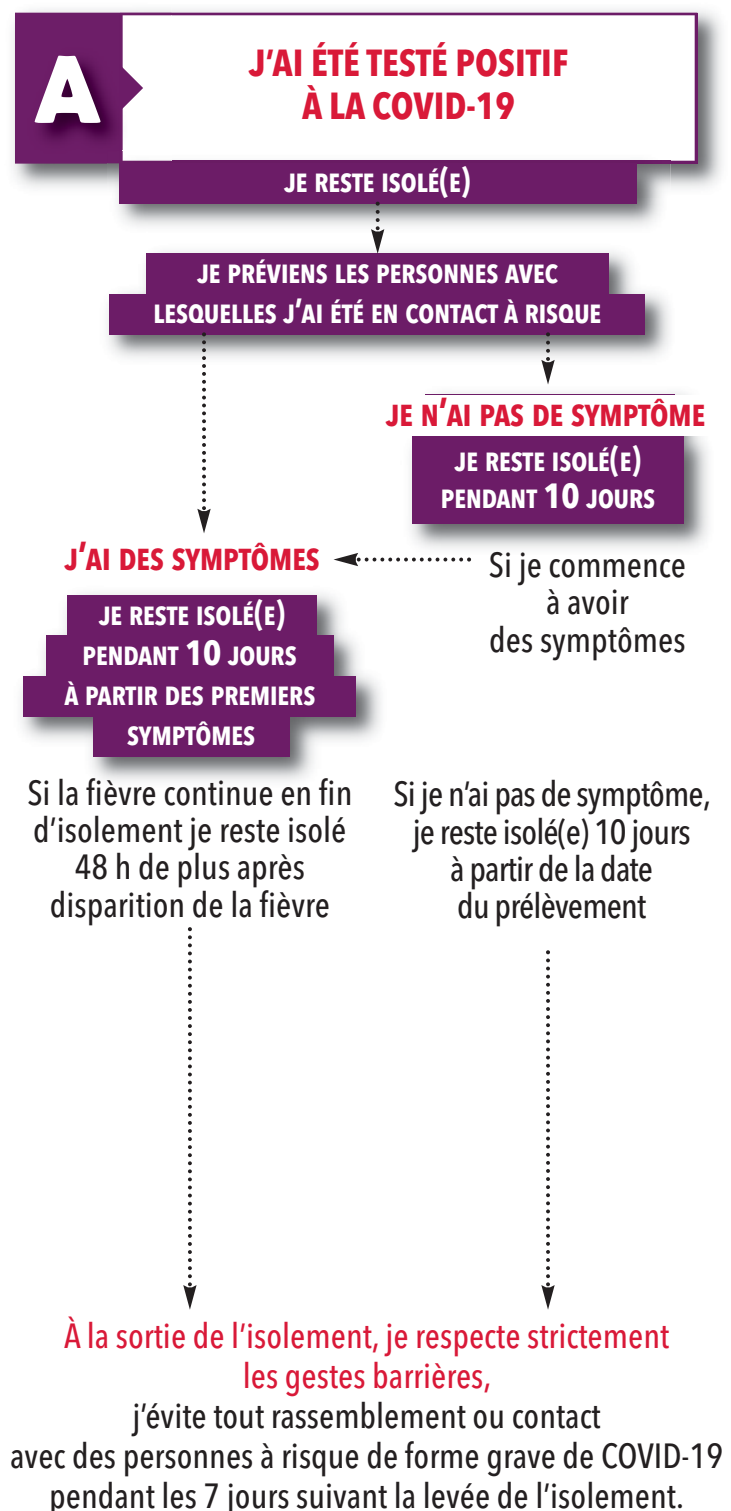 A
J'AI ÉTÉ TESTÉ POSITIF
À LA COVID-19
JE RESTE ISOLÉ(E)
JE PRÉVIENS LES PERSONNES AVEC
LESQUELLES J'AI ÉTÉ EN CONTACT À RISQUE
JE N'AI PAS DE SYMPTÔME
JE RESTE ISOLÉ(E)
PENDANT 10 JOURS
Si je commence
à avoir
des symptômes
J'AI DES SYMPTÔMES
JE RESTE ISOLÉ(E)
PENDANT 10 JOURS
À PARTIR DES PREMIERS
SYMPTÔMES
Si la fièvre continue en fin
d'isolement je reste isolé
48 h de plus après
disparition de la fièvre
Si je n'ai pas de symptôme,
je reste isolé(e) 10 jours
à partir de la date
du prélèvement
À la sortie de l'isolement, je respecte strictement
les gestes barrières,
j'évite tout rassemblement ou contact
avec des personnes à risque de forme grave de COVID-19
pendant les 7 jours suivant la levée de l'isolement.